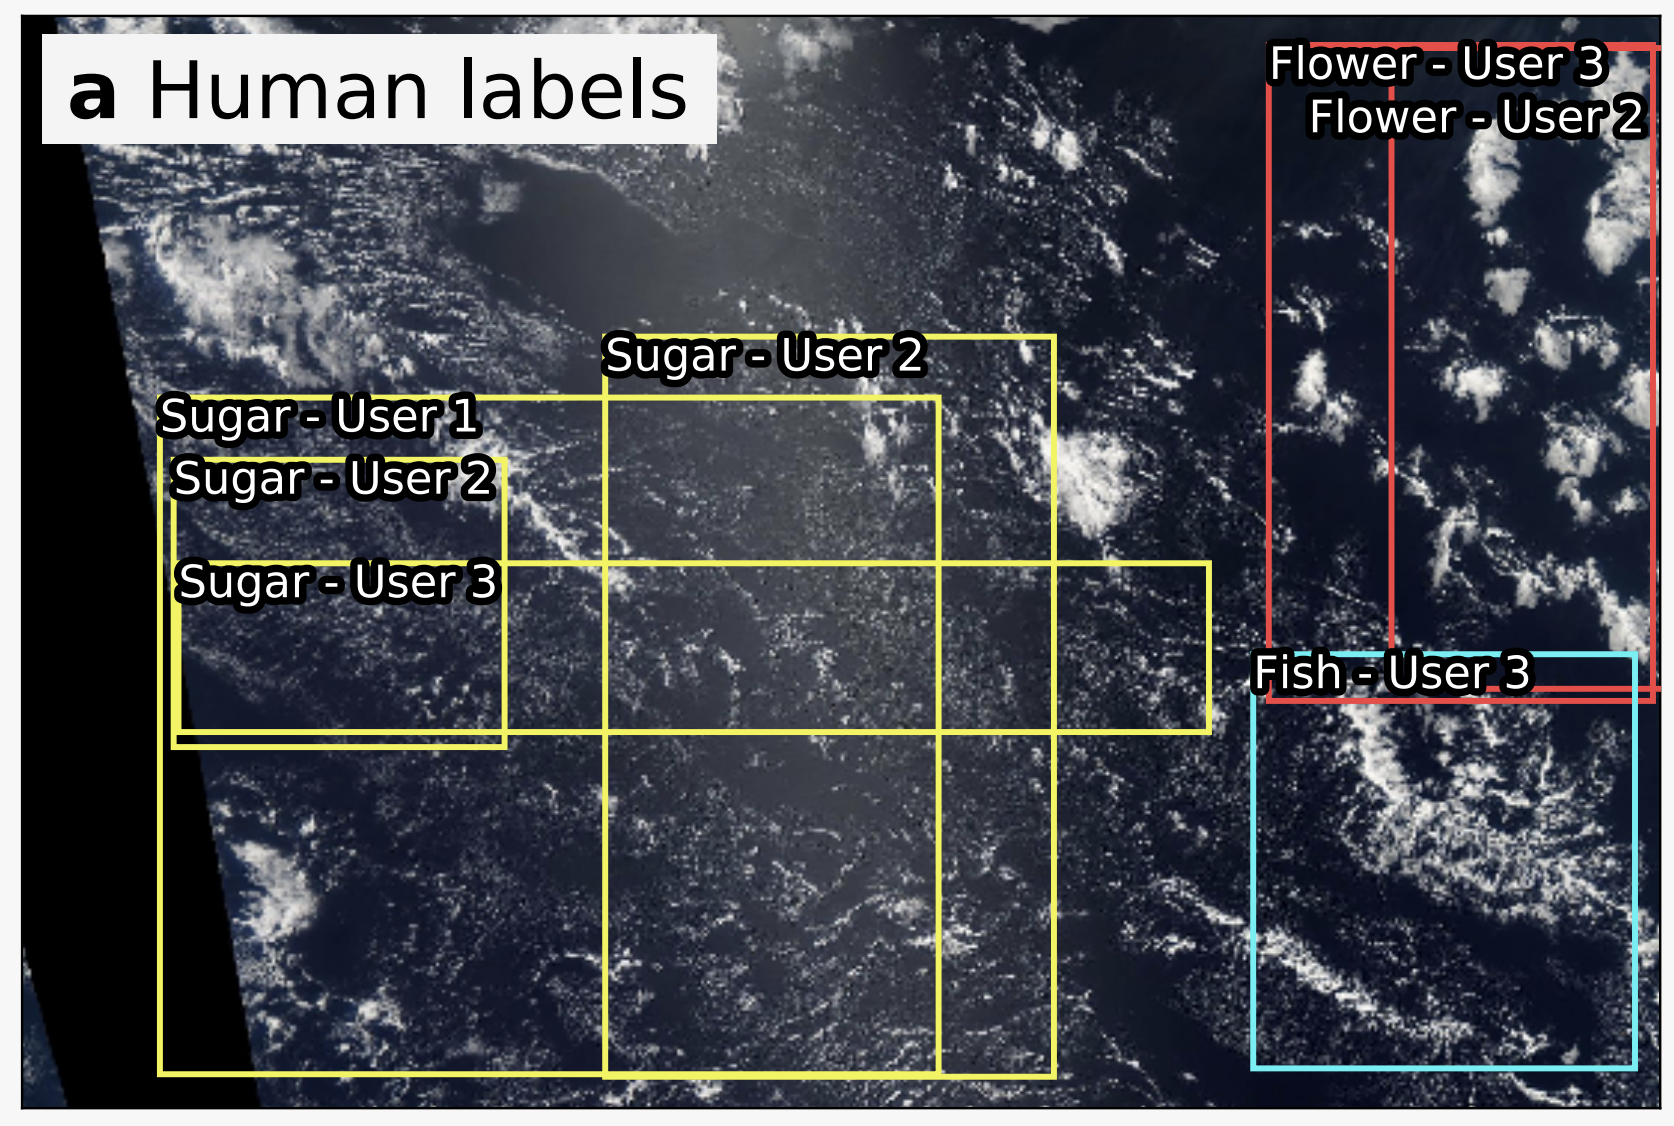 a Human labels
Flower - User 3
Flower - User 2
Sugar - User 2
Sugar - User 1
Sugar - User 2
Sugar - User 3
Fish - User 3